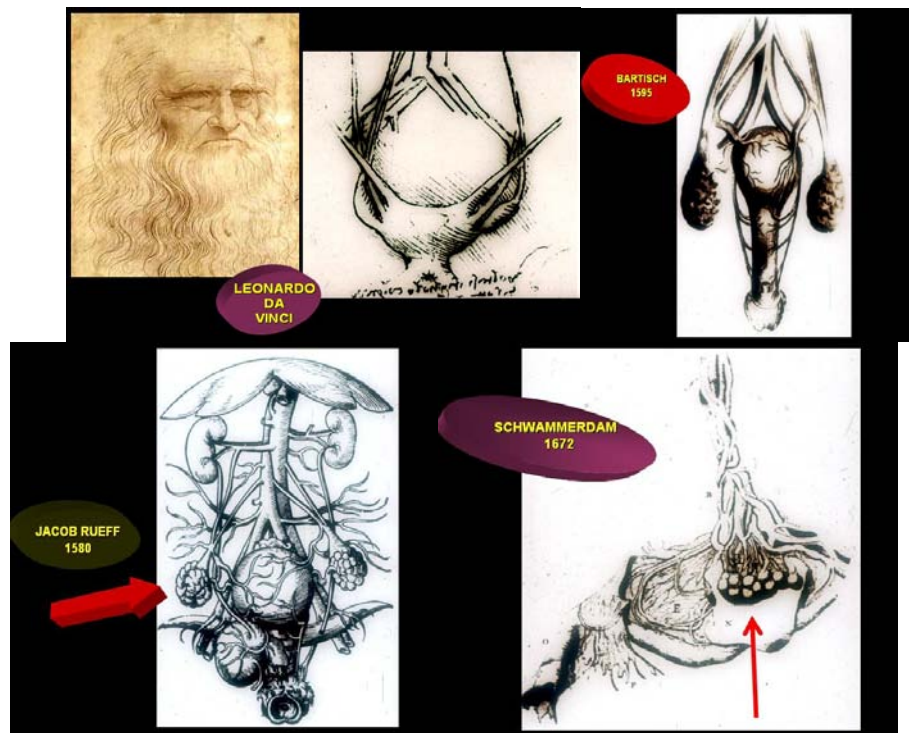 LEONARDO
DA
VINCI
BARTISCH
1595
JACOB RUEFF
1580
SCHWAMMERDAM
1672